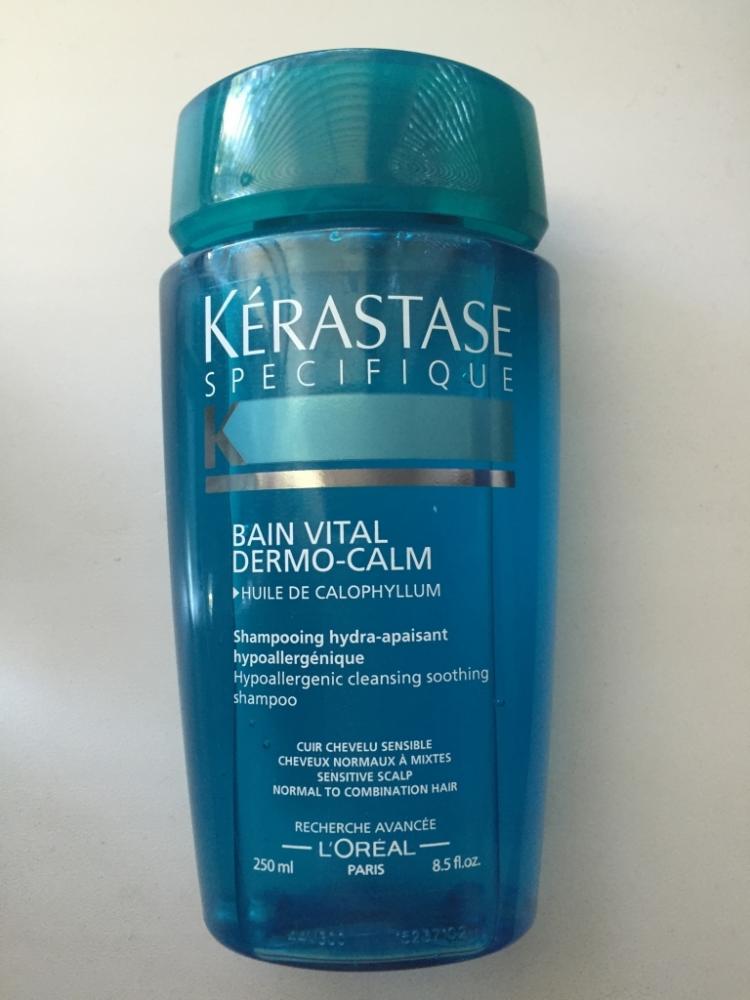 KÉRASTASE
SPECIFIQUE
K
BAIN VITAL
DERMO-CALM
HUILE DE CALOPHYLLUM
Shampooing hydra-apaisant
hypoallergénique
Hypoallergenic cleansing soothing
shampoo
CUIR CHEVELU SENSIBLE
CHEVEUX NORMAUX À MIXTES
SENSITIVE SCALP
NORMAL TO COMBINATION HAIR
RECHERCHE AVANCÉE
L'ORÉAL
PARIS
250 ml
8.5 fl.oz.